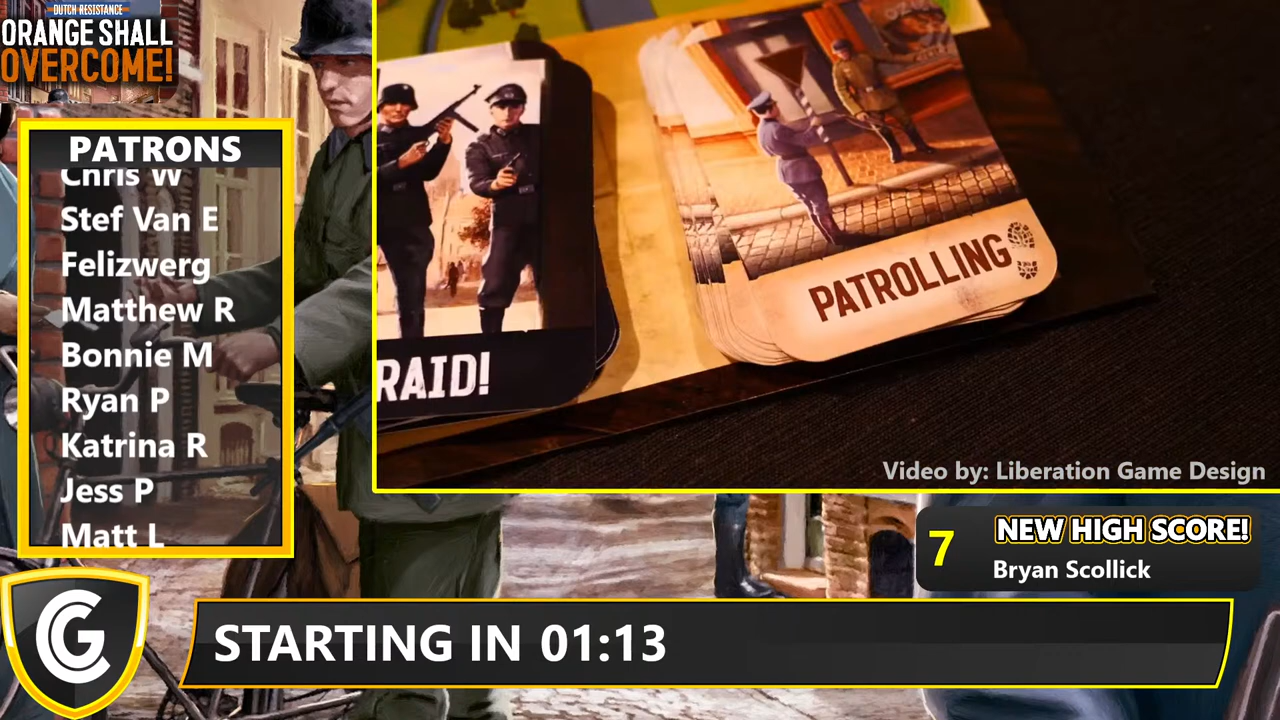 DUTCH RESISTANCE
ORANGE SHALL
OVERCOME!
PATRONS
Chris W
Stef Van E
Felizwerg
Matthew R
Bonnie M
Ryan P
Katrina R
Jess P
Matt L
RAID!
PATROLLING
Video by: Liberation Game Design
7
NEW HIGH SCORE!
Bryan Scollick
STARTING IN 01:13